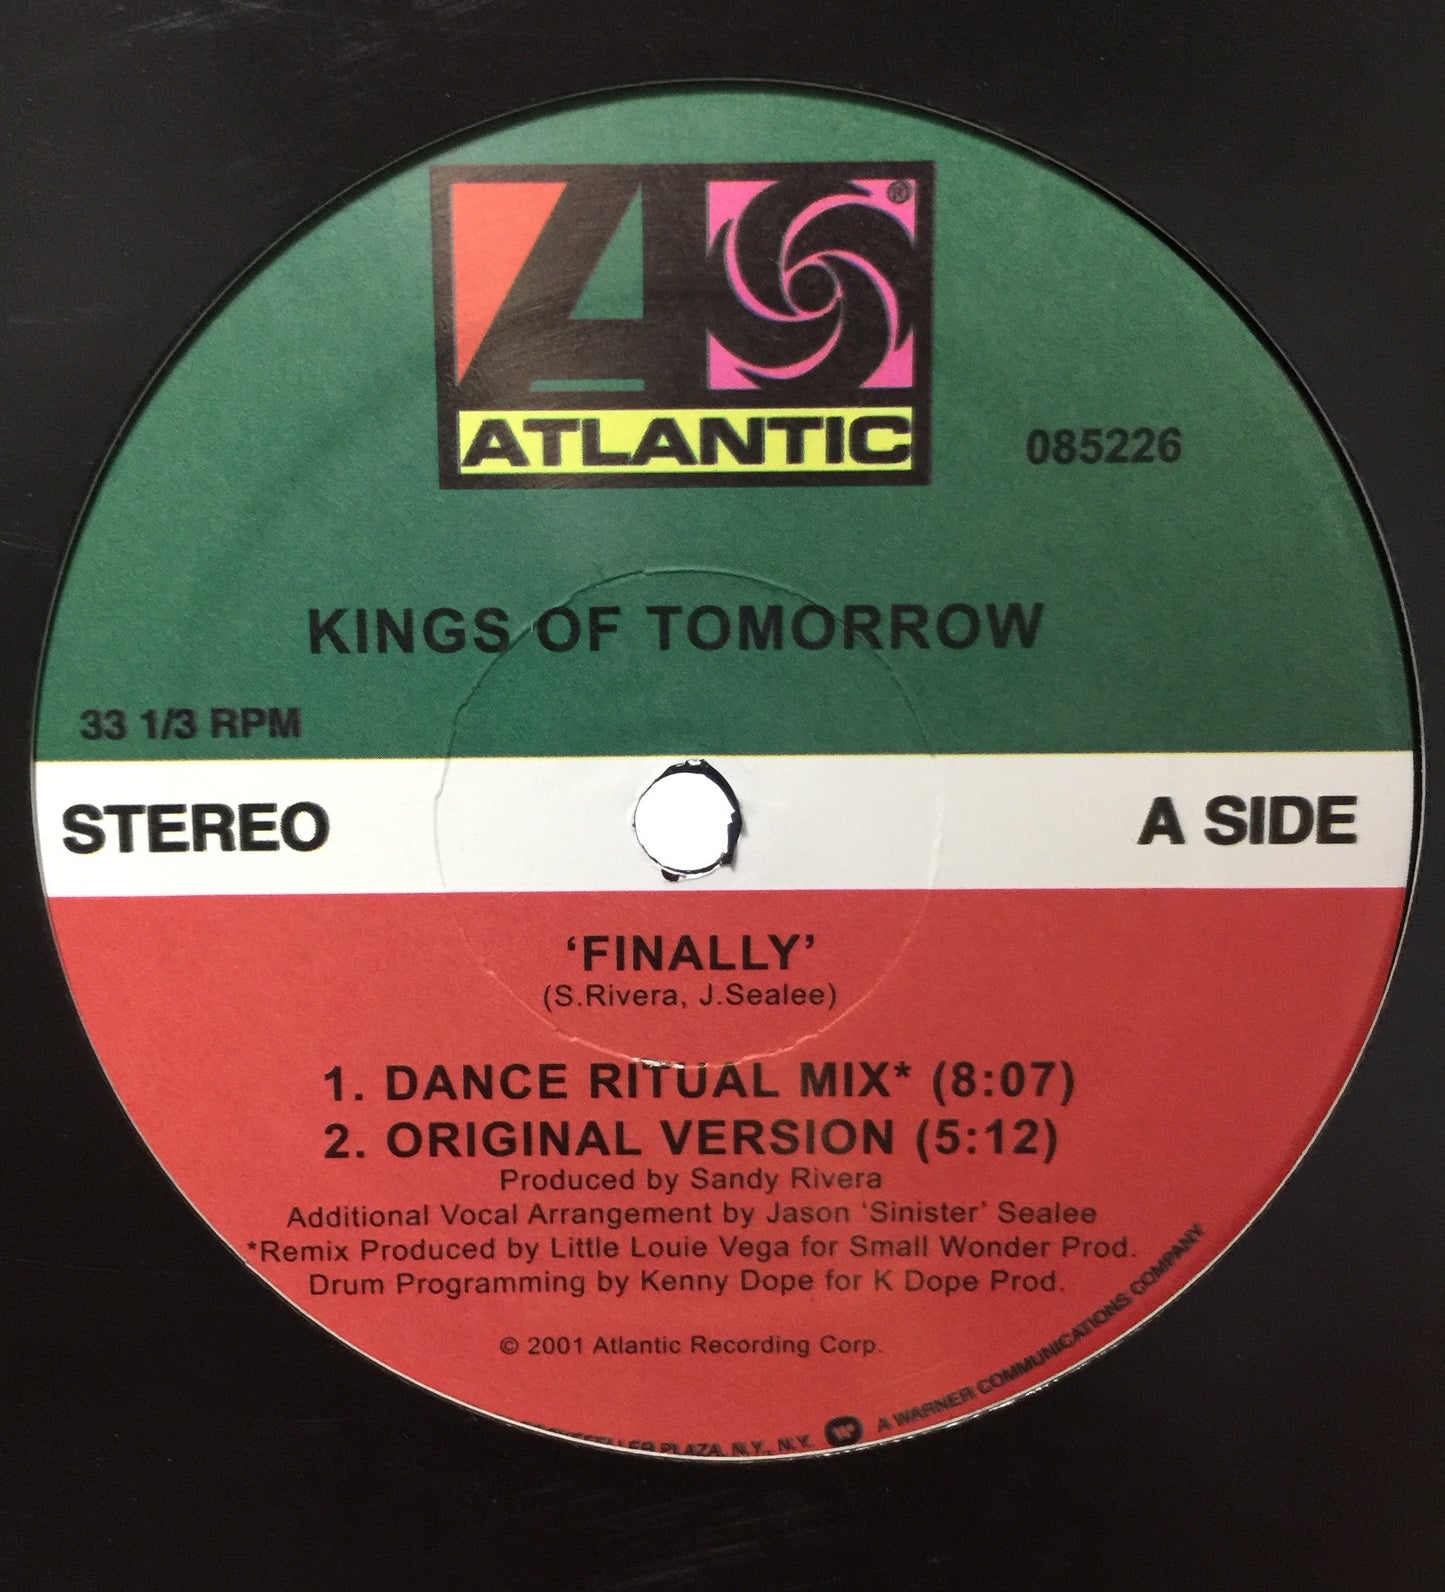 ®
ATLANTIC
085226
KINGS OF TOMORROW
33 1/3 RPM
STEREO
A SIDE
‘FINALLY’
(S.Rivera, J.Sealee)
1. DANCE RITUAL MIX* (8:07)
2. ORIGINAL VERSION (5:12)
Produced by Sandy Rivera
Additional Vocal Arrangement by Jason ‘Sinister’ Sealee
*Remix Produced by Little Louie Vega for Small Wonder Prod.
Drum Programming by Kenny Dope for K Dope Prod.
© 2001 Atlantic Recording Corp.
PLAZA, N.Y., N.Y. A WARNER COMMUNICATIONS COMPANY